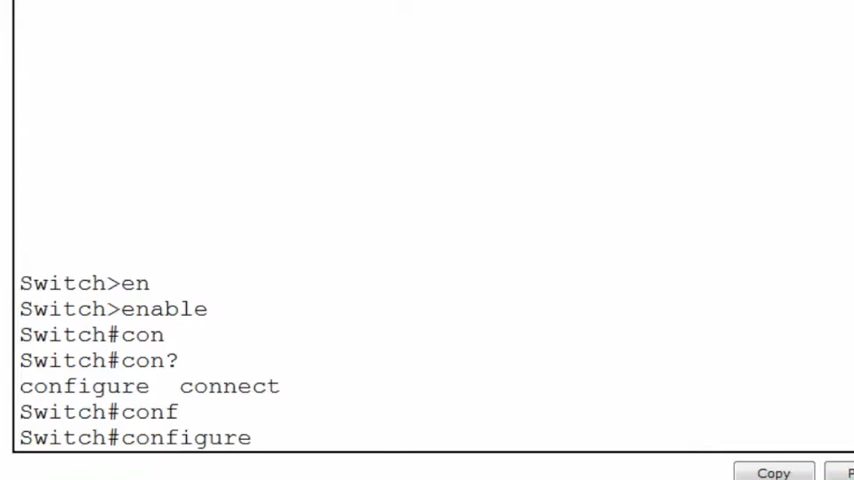 Switch>en
Switch>enable
Switch#con
Switch#con?
configure  connect
Switch#conf
Switch#configure
Copy